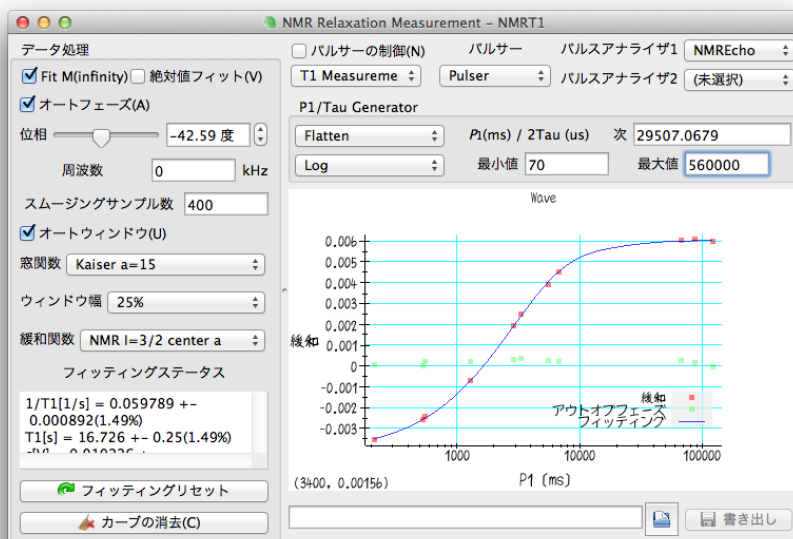 NMR Relaxation Measurement - NMRT1
データ処理
Fit M(infinity) 絶対値フィット(V)
オートフェーズ(A)
位相 -42.59 度
周波数 0 kHz
スムージングサンプル数 400
オートウィンドウ(U)
窓関数 Kaiser a=15
ウィンドウ幅 25%
緩和関数 NMR I=3/2 center a
フィッティングステータス
1/T1[1/s] = 0.059789 +-
0.000892(1.49%)
T1[s] = 16.726 +- 0.25(1.49%)
フィッティングリセット
カーブの消去(C)
パルサーの制御(N) パルサー パルスアナライザ1 NMREcho
T1 Measureme Pulser パルスアナライザ2 (未選択)
P1/Tau Generator
Flatten P1(ms) / 2Tau (us) 次 29507.0679
Log 最小値 70 最大値 560000
Wave
0.006
0.005
0.004
0.003
0.002
緩和 0.001
0
-0.001
-0.002
-0.003
緩和
アウトオブフェーズ
フィッティング
1000 10000 100000
(3400, 0.00156) P1 (ms)
書き出し